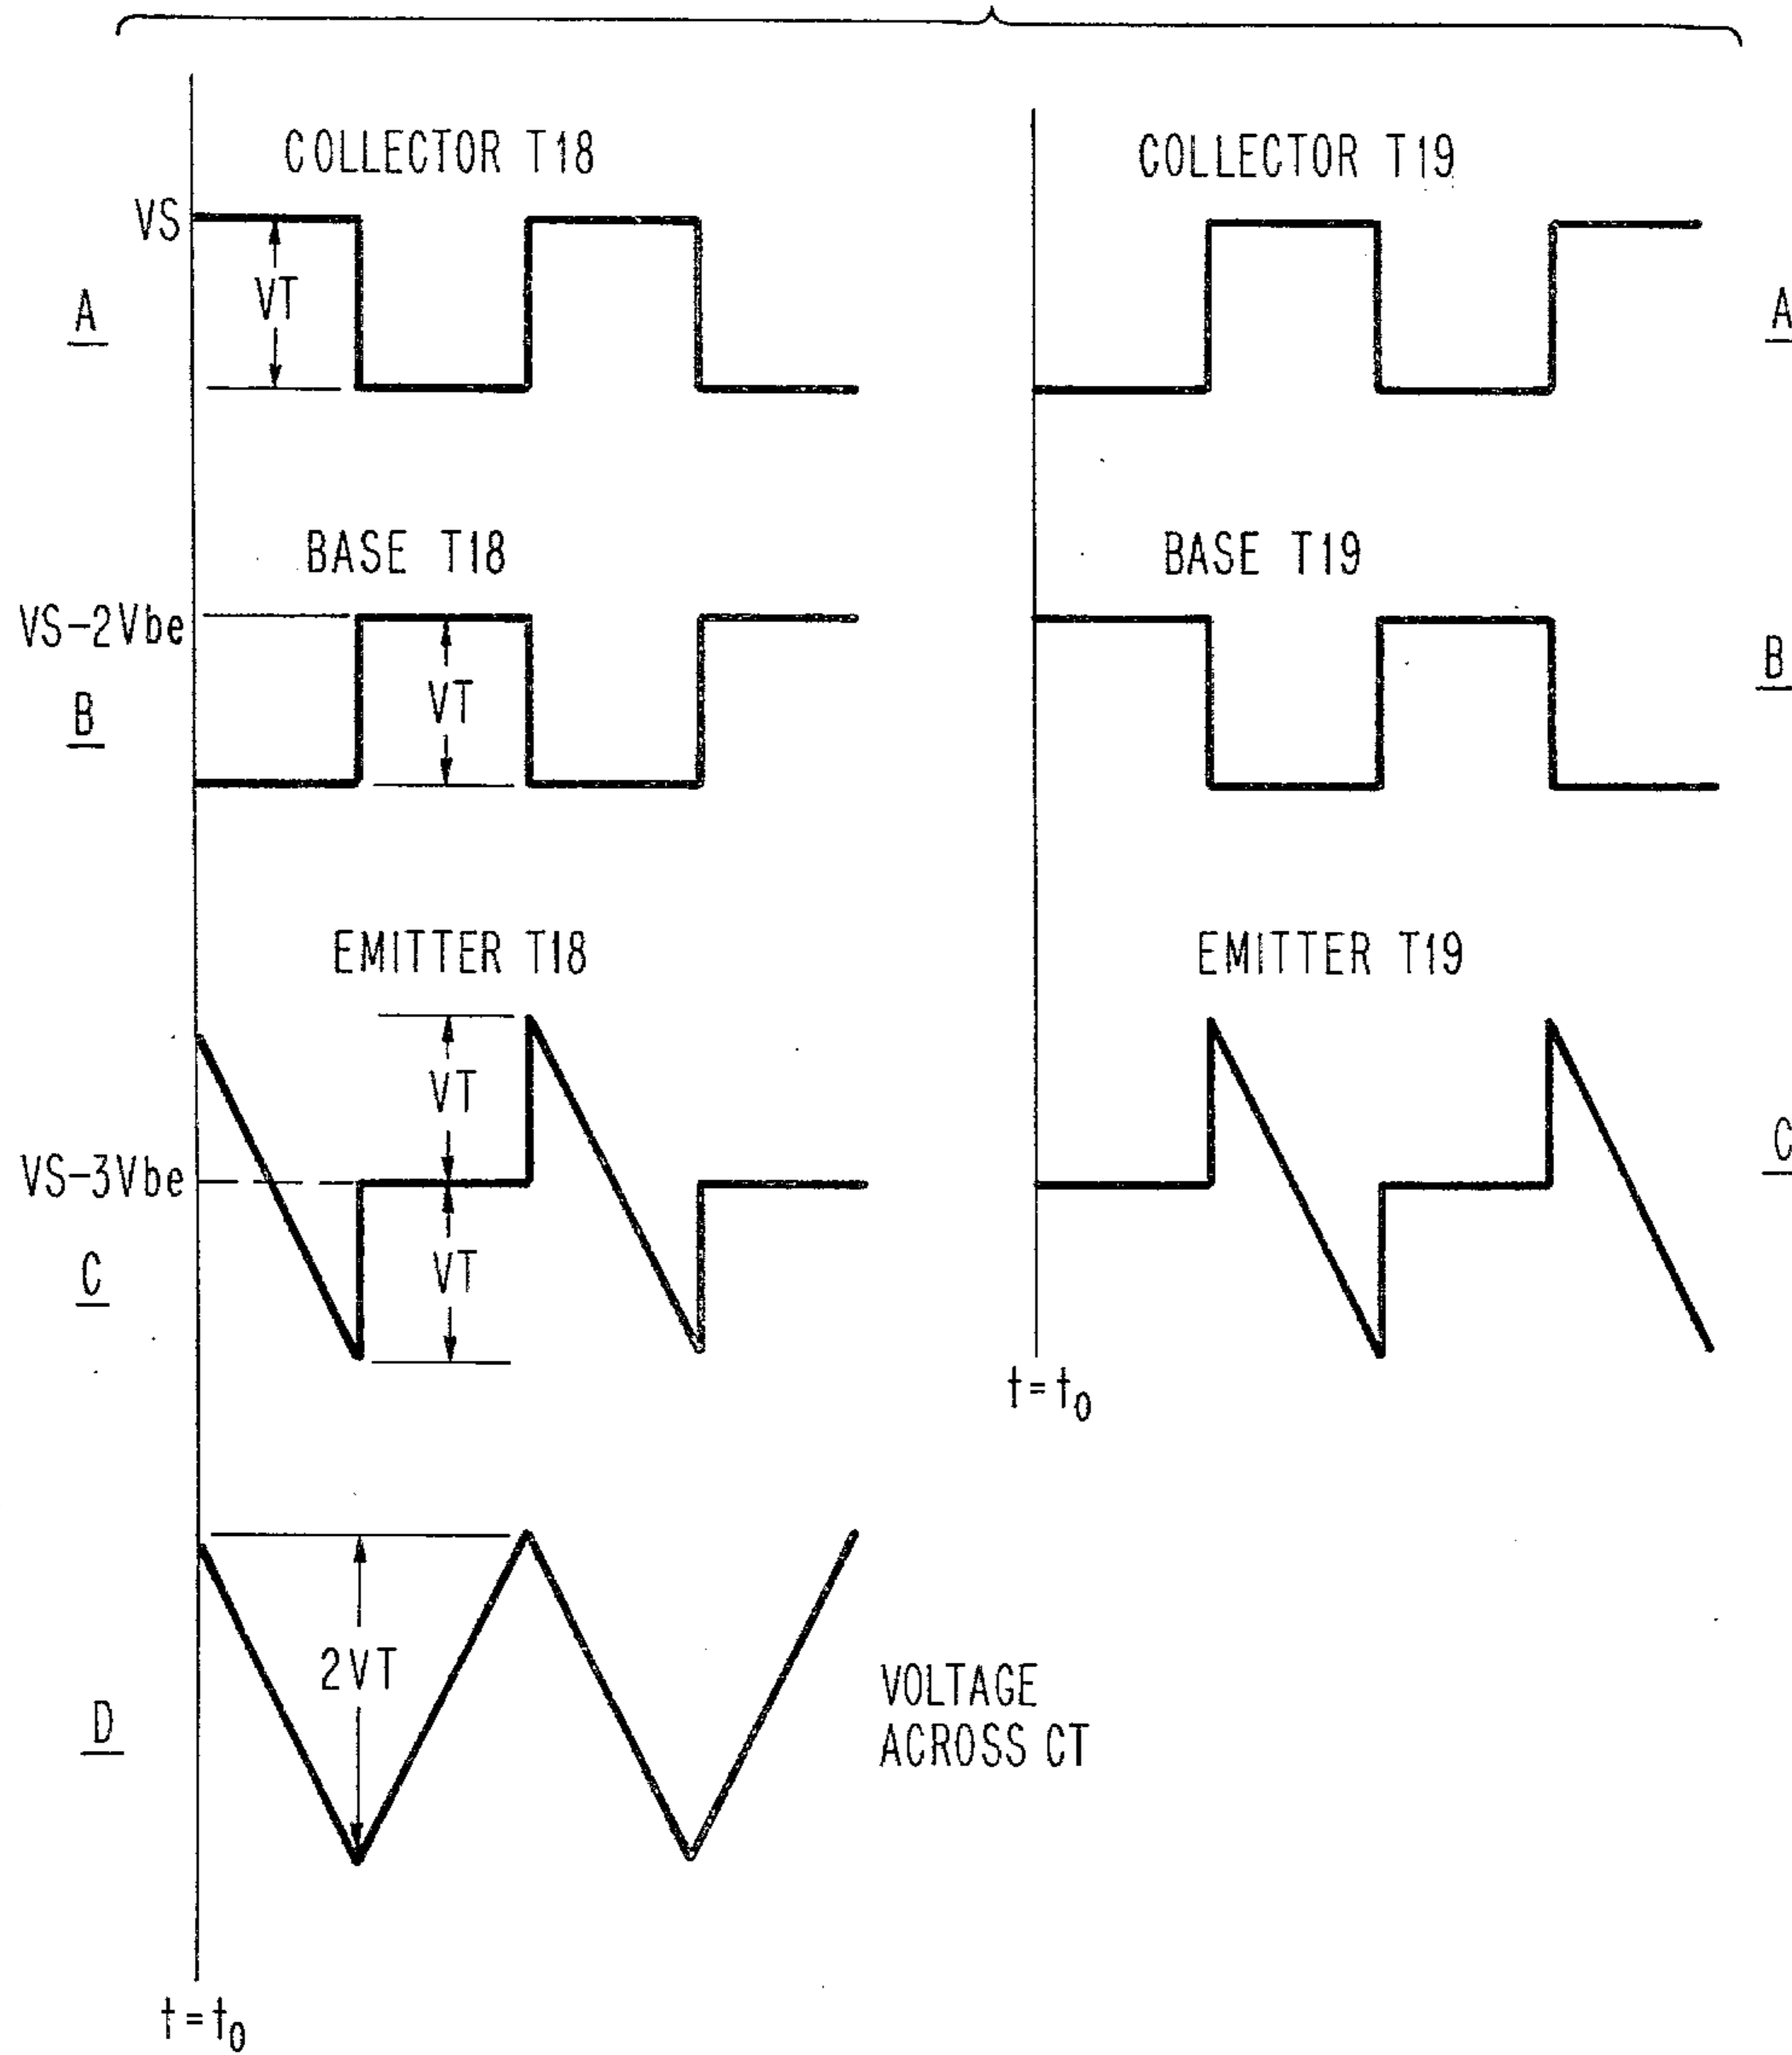 COLLECTOR T18
COLLECTOR T19
VS
VT
A
A
BASE T18
BASE T19
VS-2Vbe
VT
B
B
EMITTER T18
EMITTER T19
VT
VS-3Vbe
C
VT
C
t=t0
2VT
D
VOLTAGE
ACROSS CT
t=t0